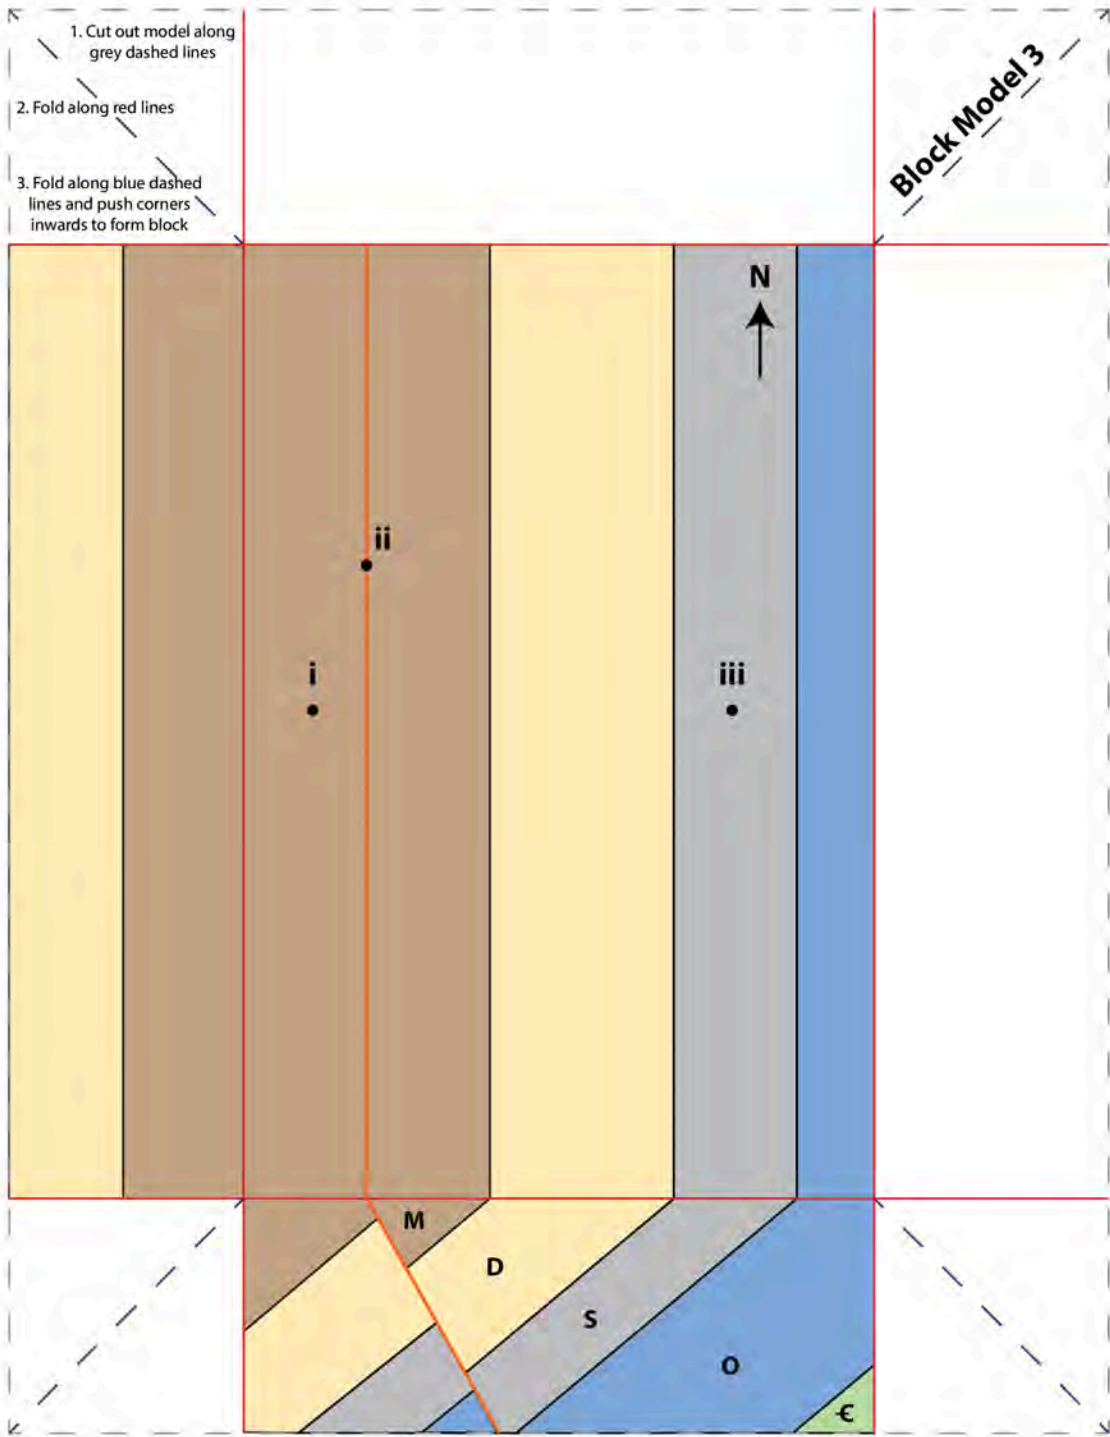 1. Cut out model along
grey dashed lines
2. Fold along red lines
3. Fold along blue dashed
lines and push corners
inwards to form block
Block Model 3
N
ii
i
iii
M
D
S
O
Ꞓ